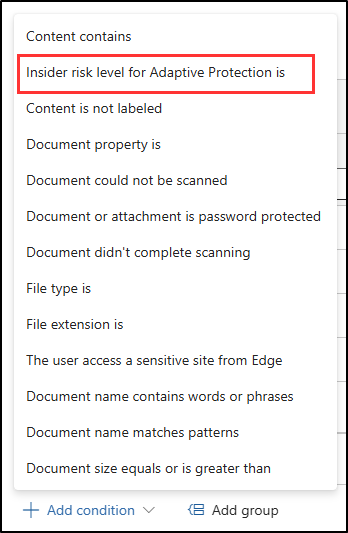 Content contains
Insider risk level for Adaptive Protection is
Content is not labeled
Document property is
Document could not be scanned
Document or attachment is password protected
Document didn't complete scanning
File type is
File extension is
The user access a sensitive site from Edge
Document name contains words or phrases
Document name matches patterns
Document size equals or is greater than
Add condition Add group